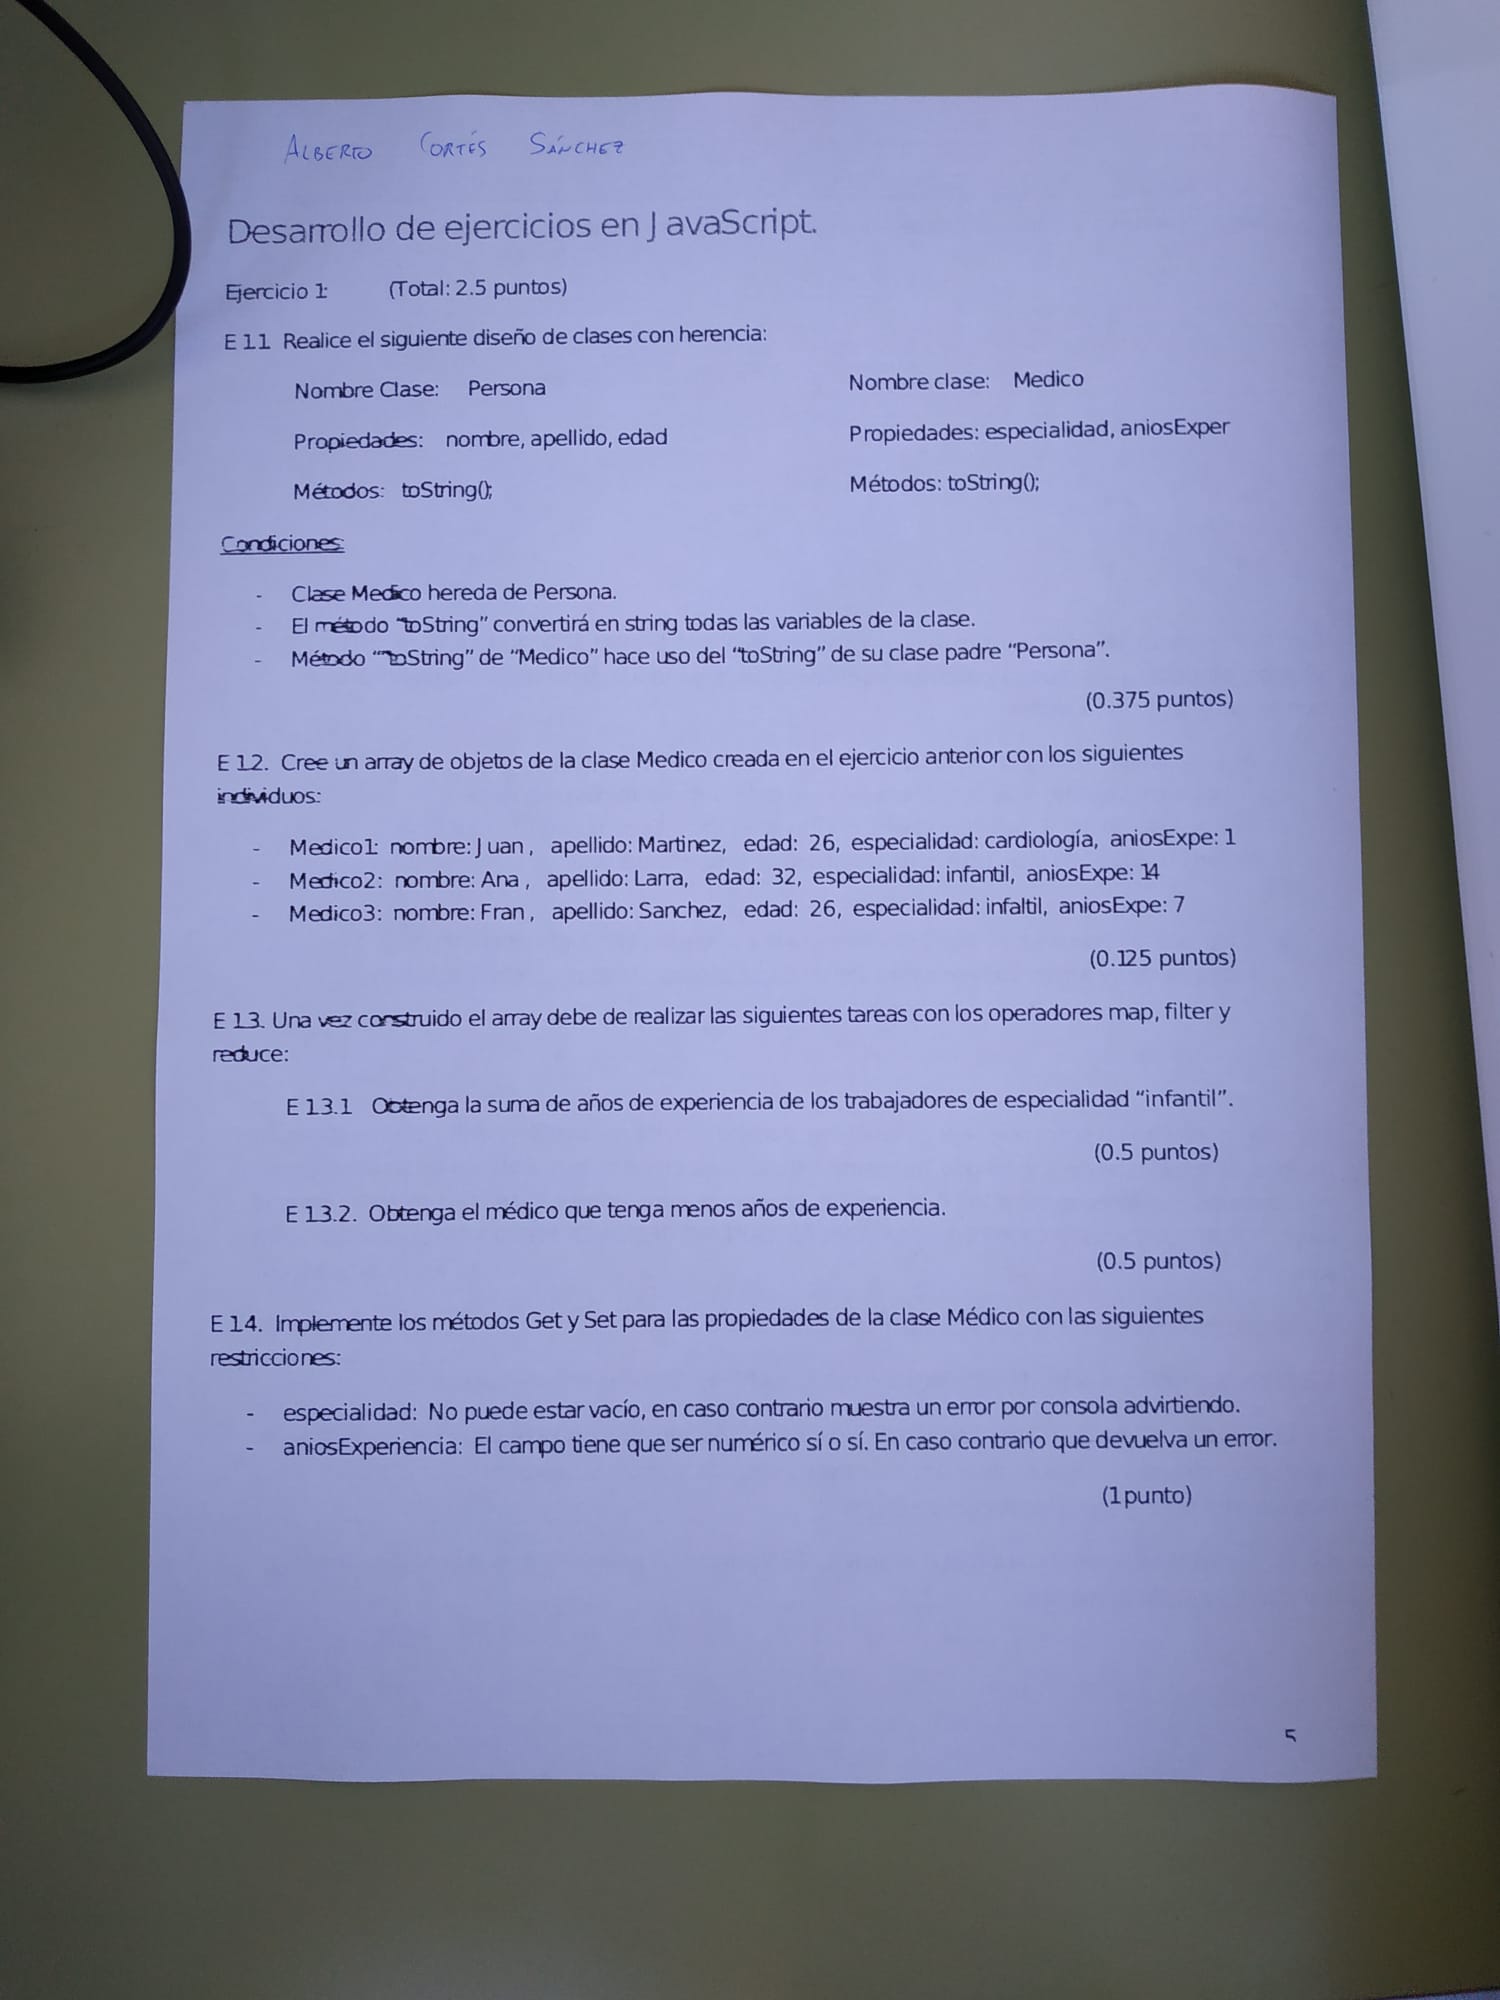 ALBERTO CORTÉS SÁNCHEZ
Desarrollo de ejercicios en JavaScript.
Ejercicio 1: (Total: 2.5 puntos)
E 1.1 Realice el siguiente diseño de clases con herencia:
Nombre Clase: Persona
Propiedades: nombre, apellido, edad
Métodos: toString();
Nombre clase: Medico
Propiedades: especialidad, aniosExper
Métodos: toString();
Condiciones:
- Clase Medico hereda de Persona.
- El método “toString” convertirá en string todas las variables de la clase.
- Método “”toString” de “Medico” hace uso del “toString” de su clase padre “Persona”.
(0.375 puntos)
E 1.2. Cree un array de objetos de la clase Medico creada en el ejercicio anterior con los siguientes
individuos:
- Medico1: nombre: Juan , apellido: Martinez, edad: 26, especialidad: cardiología, aniosExpe: 1
- Medico2: nombre: Ana , apellido: Larra, edad: 32, especialidad: infantil, aniosExpe: 14
- Medico3: nombre: Fran , apellido: Sanchez, edad: 26, especialidad: infaltil, aniosExpe: 7
(0.125 puntos)
E 1.3. Una vez construido el array debe de realizar las siguientes tareas con los operadores map, filter y
reduce:
E 1.3.1 Obtenga la suma de años de experiencia de los trabajadores de especialidad “infantil”.
(0.5 puntos)
E 1.3.2. Obtenga el médico que tenga menos años de experiencia.
(0.5 puntos)
E 1.4. Implemente los métodos Get y Set para las propiedades de la clase Médico con las siguientes
restricciones:
- especialidad: No puede estar vacío, en caso contrario muestra un error por consola advirtiendo.
- aniosExperiencia: El campo tiene que ser numérico sí o sí. En caso contrario que devuelva un error.
(1 punto)
5